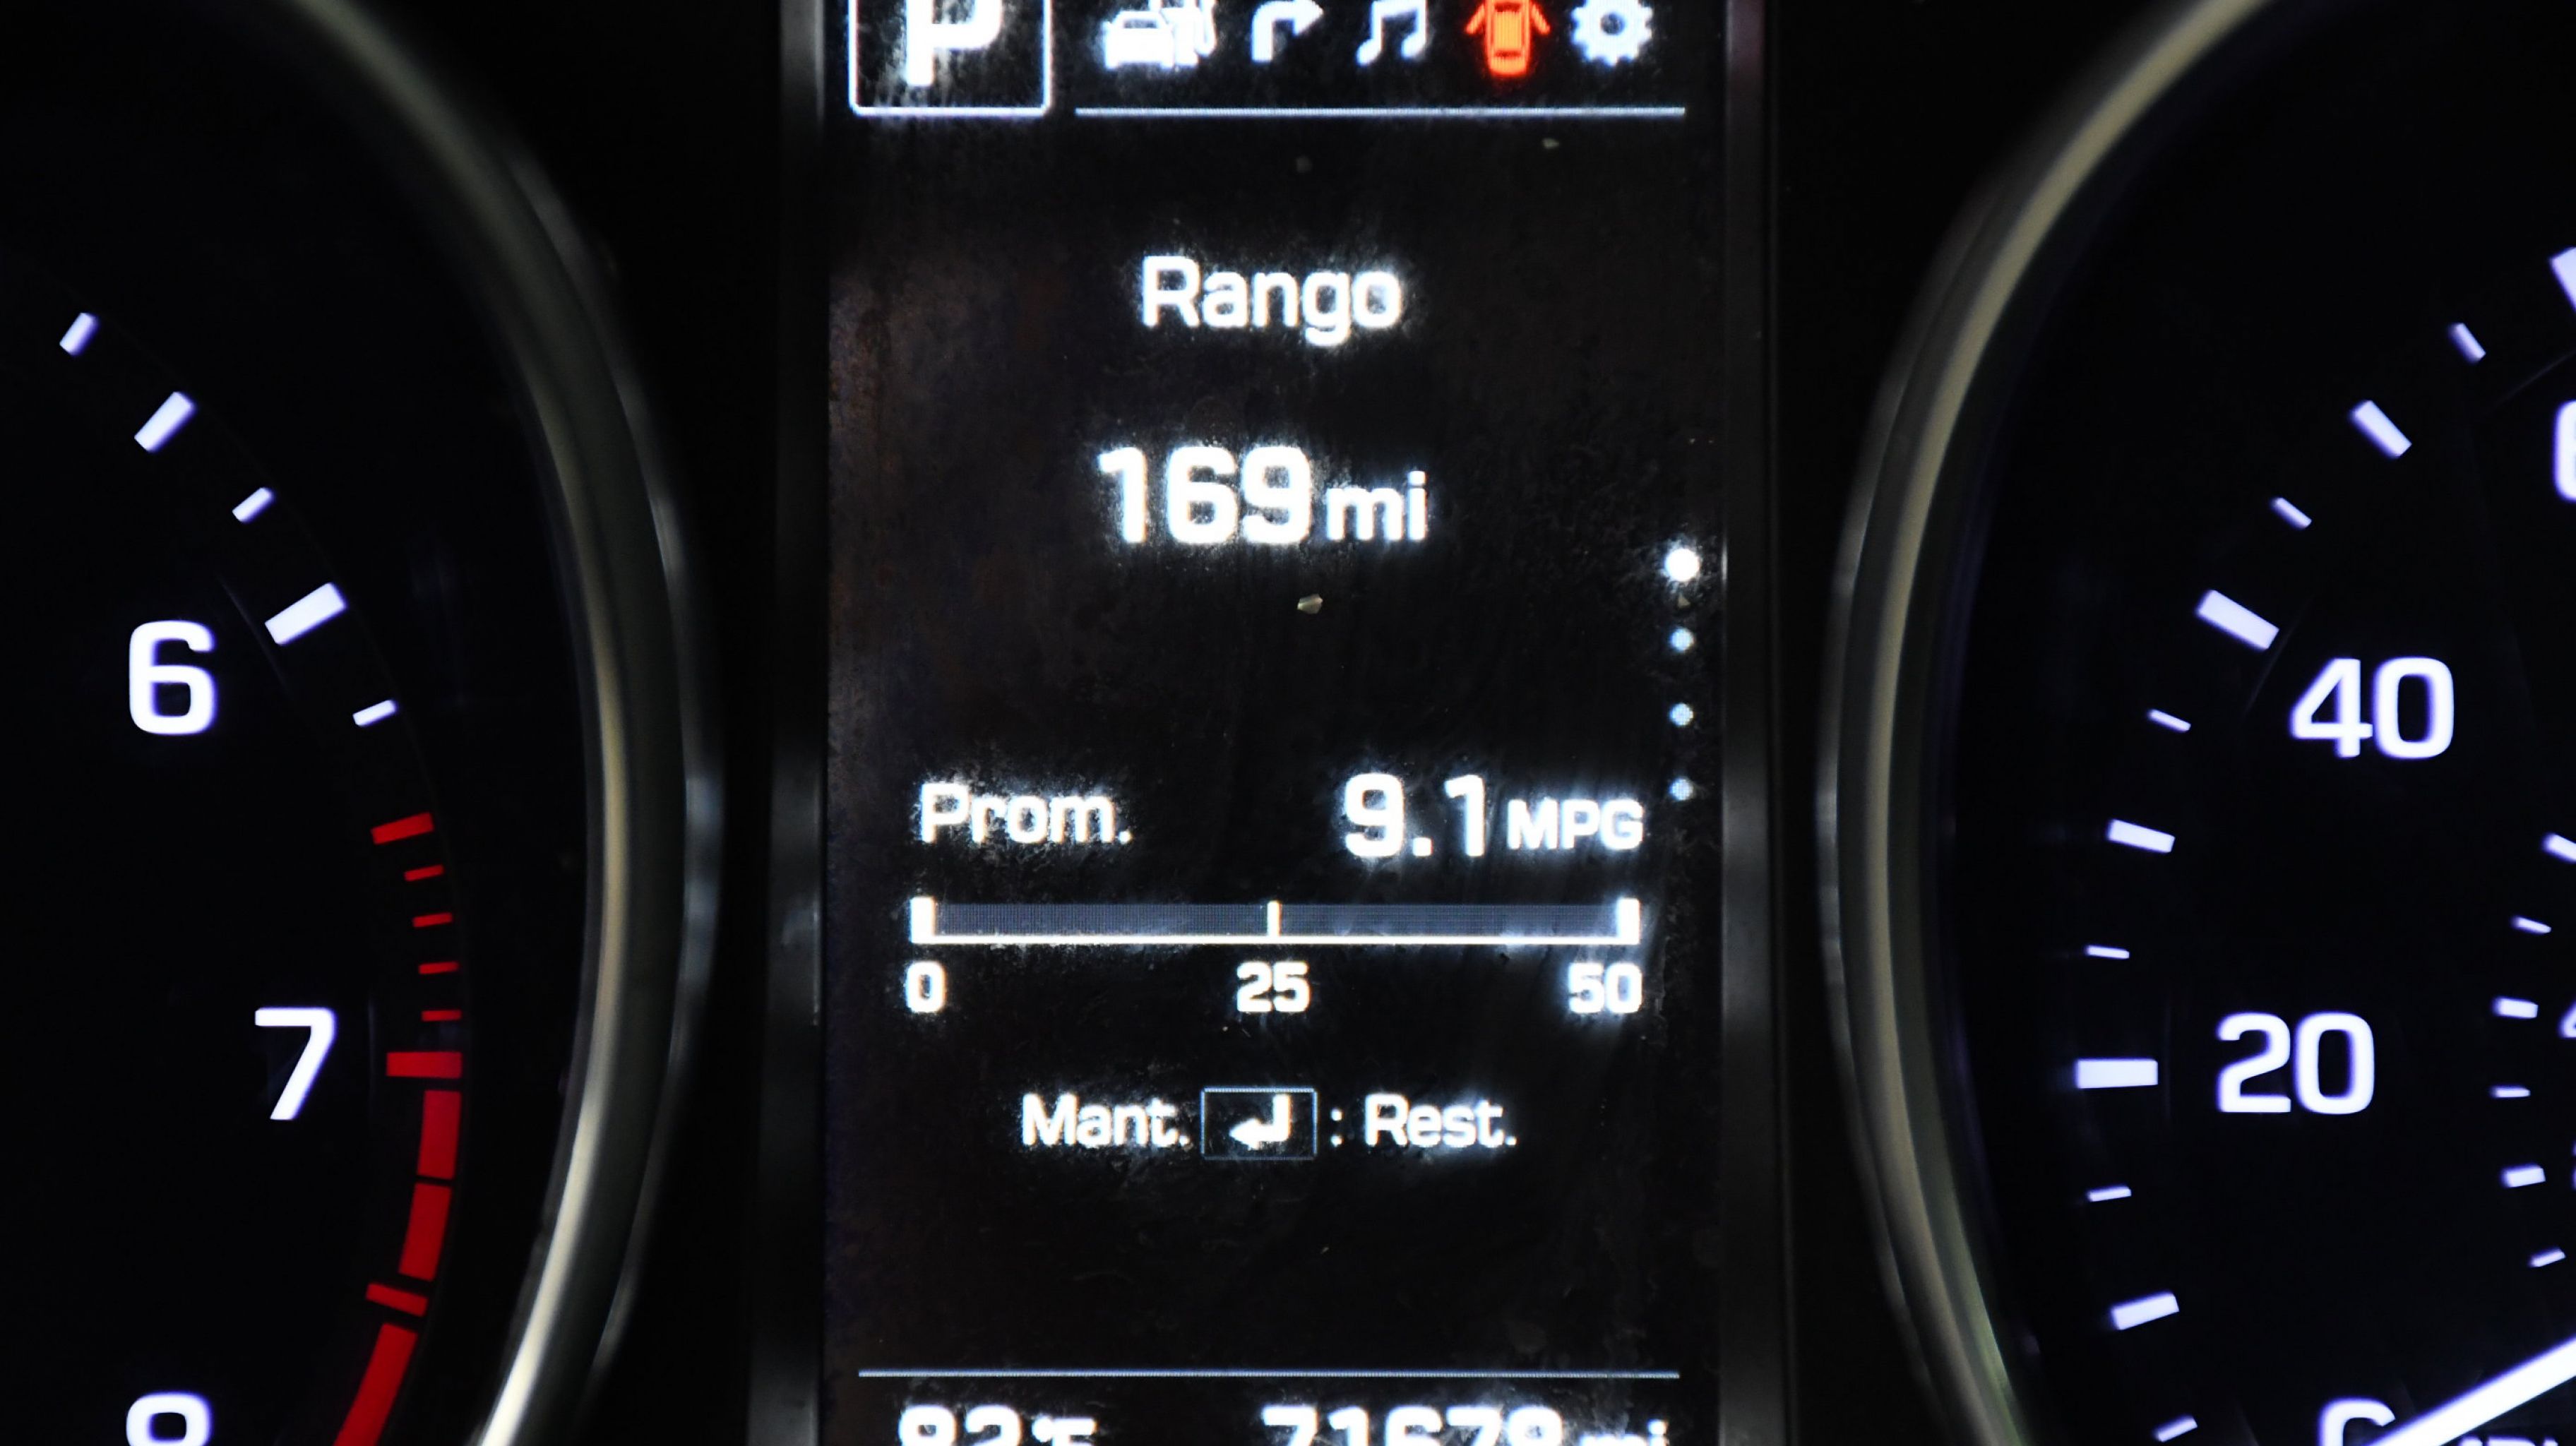 P
Rango
169 mi
6
40
Prom. 9.1 MPG
0 25 50
7
20
Mant. : Rest.